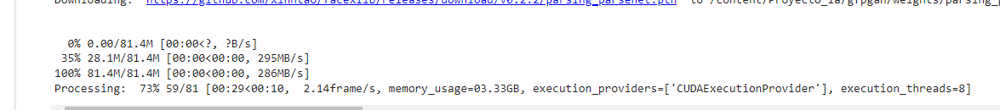 Downloading: "https://github.com/xinntao/facexlib/releases/download/v0.2.2/parsing_parsenet.pth" to /content/Proyecto_ia/gfpgan/weights/parsing_
0% 0.00/81.4M [00:00<?, ?B/s]
35% 28.1M/81.4M [00:00<00:00, 295MB/s]
100% 81.4M/81.4M [00:00<00:00, 286MB/s]
Processing:  73% 59/81 [00:29<00:10,  2.14frame/s, memory_usage=03.33GB, execution_providers=['CUDAExecutionProvider'], execution_threads=8]